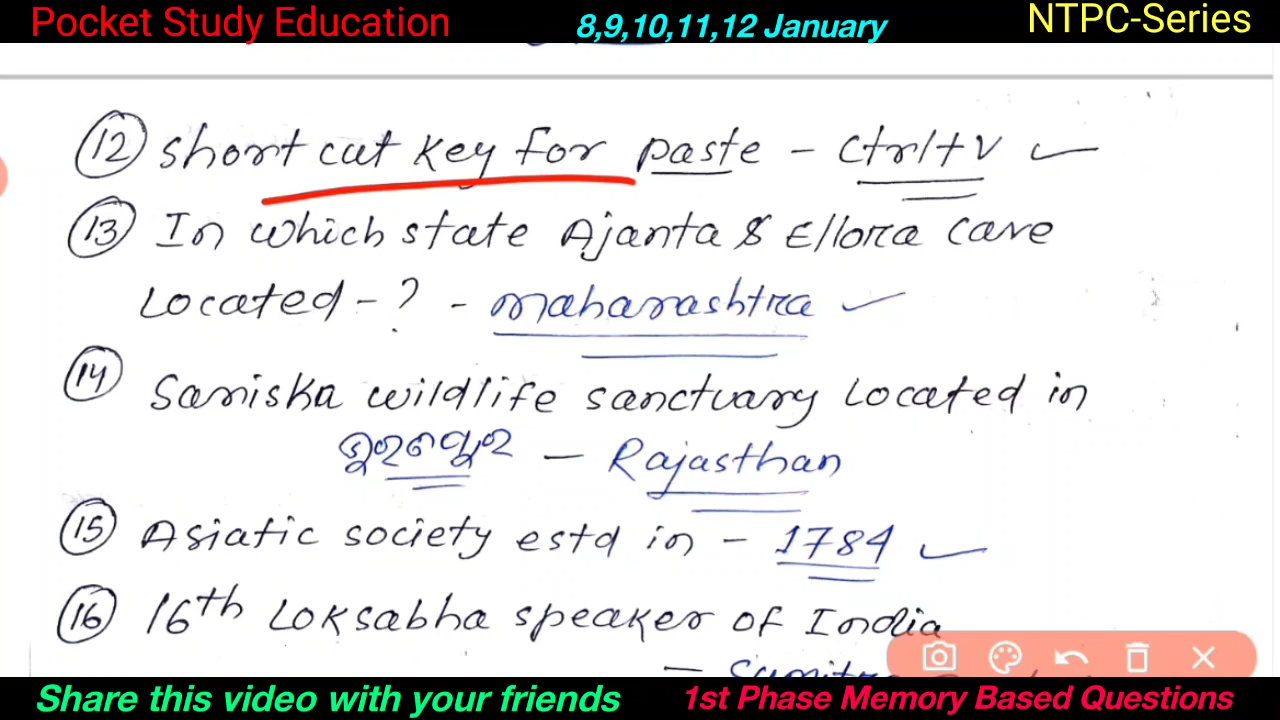 Pocket Study Education 8,9,10,11,12 January NTPC-Series
12 Short cut key for paste - Ctrl+V
13 In which state Ajanta & Ellora cave
Located - ? - maharashtra
14 Sariska wildlife sanctuary Located in
- Rajasthan
15 Asiatic society estd in - 1784
16 16th Loksabha speaker of India
Share this video with your friends 1st Phase Memory Based Questions